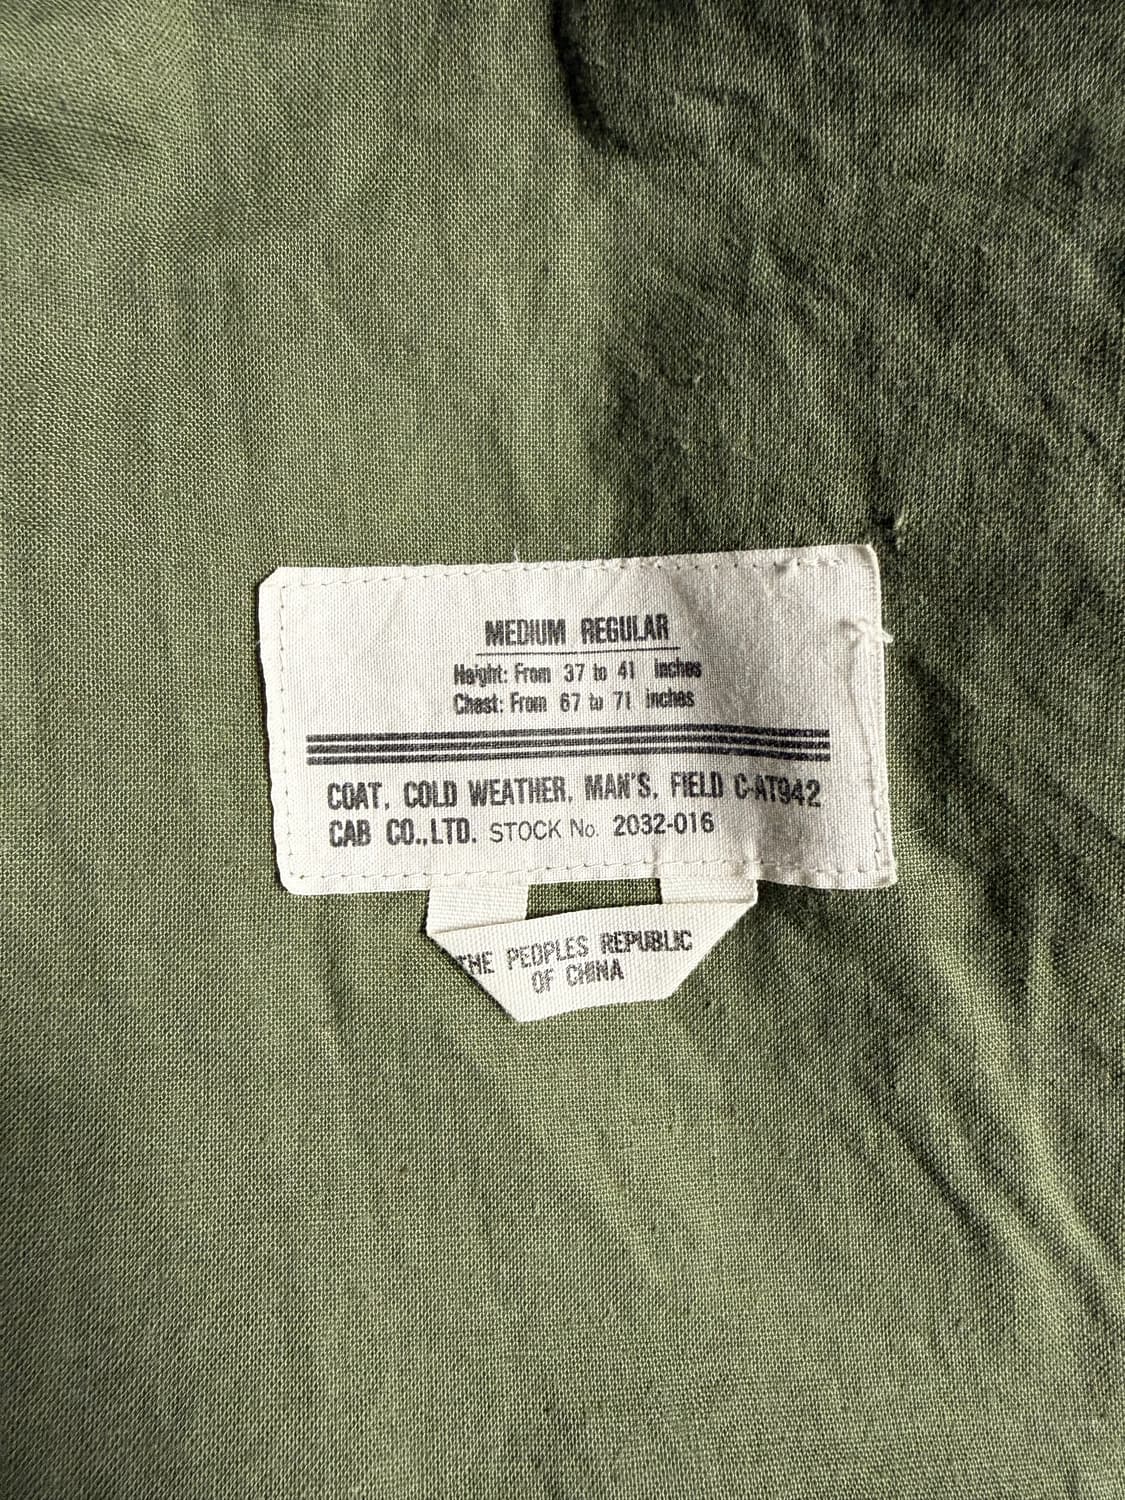 MEDIUM REGULAR
Height: From 37 to 41 inches
Chest: From 67 to 71 inches
COAT, COLD WEATHER, MAN'S, FIELD C-AT942
CAB CO.,LTD. STOCK No. 2032-016
THE PEOPLES REPUBLIC
OF CHINA